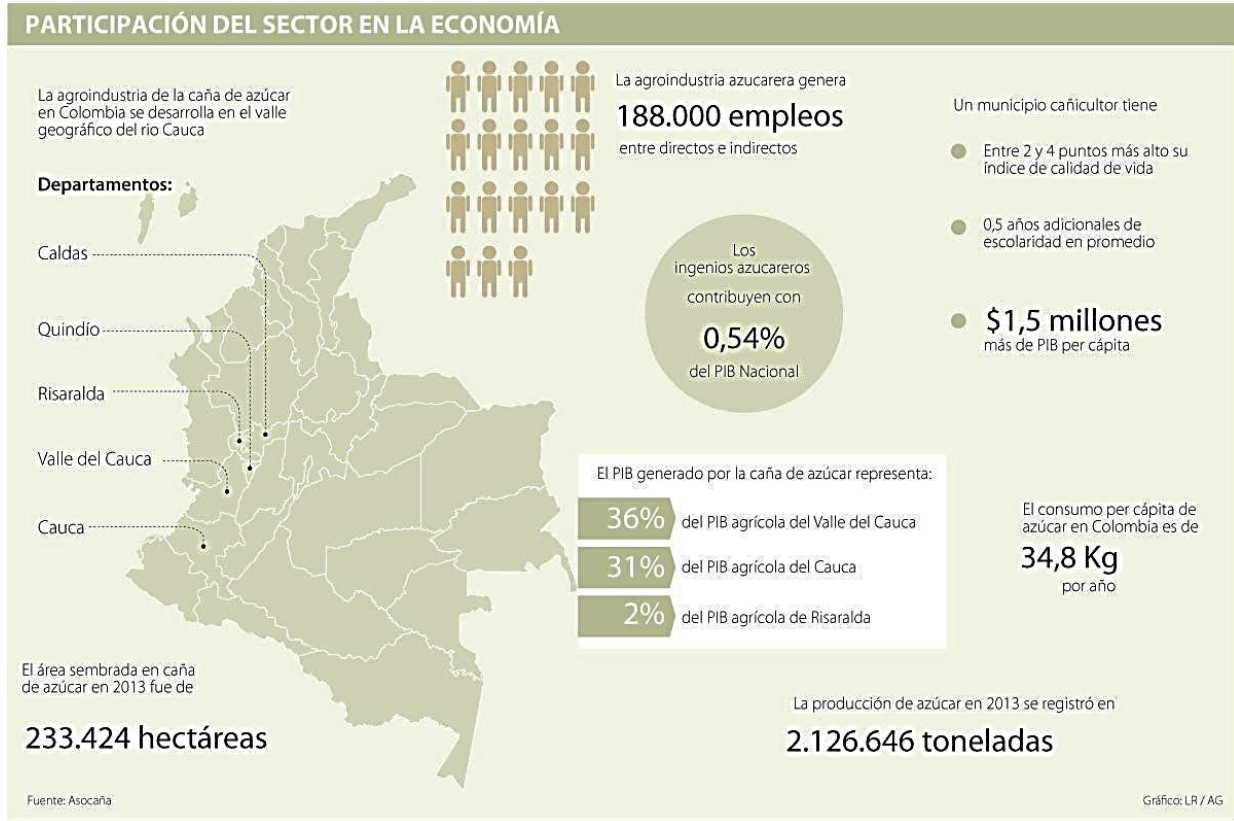 PARTICIPACIÓN DEL SECTOR EN LA ECONOMÍA
La agroindustria de la caña de azúcar
en Colombia se desarrolla en el valle
geográfico del rio Cauca
Departamentos:
Caldas
Quindío
Risaralda
Valle del Cauca
Cauca
La agroindustria azucarera genera
188.000 empleos
entre directos e indirectos
Los
ingenios azucareros
contribuyen con
0,54%
del PIB Nacional
Un municipio cañicultor tiene
Entre 2 y 4 puntos más alto su
índice de calidad de vida
0,5 años adicionales de
escolaridad en promedio
$1,5 millones
más de PIB per cápita
El PIB generado por la caña de azúcar representa:
36% del PIB agrícola del Valle del Cauca
31% del PIB agrícola del Cauca
2% del PIB agrícola de Risaralda
El consumo per cápita de
azúcar en Colombia es de
34,8 Kg
por año
El área sembrada en caña
de azúcar en 2013 fue de
233.424 hectáreas
La producción de azúcar en 2013 se registró en
2.126.646 toneladas
Fuente: Asocaña
Gráfico: LR / AG